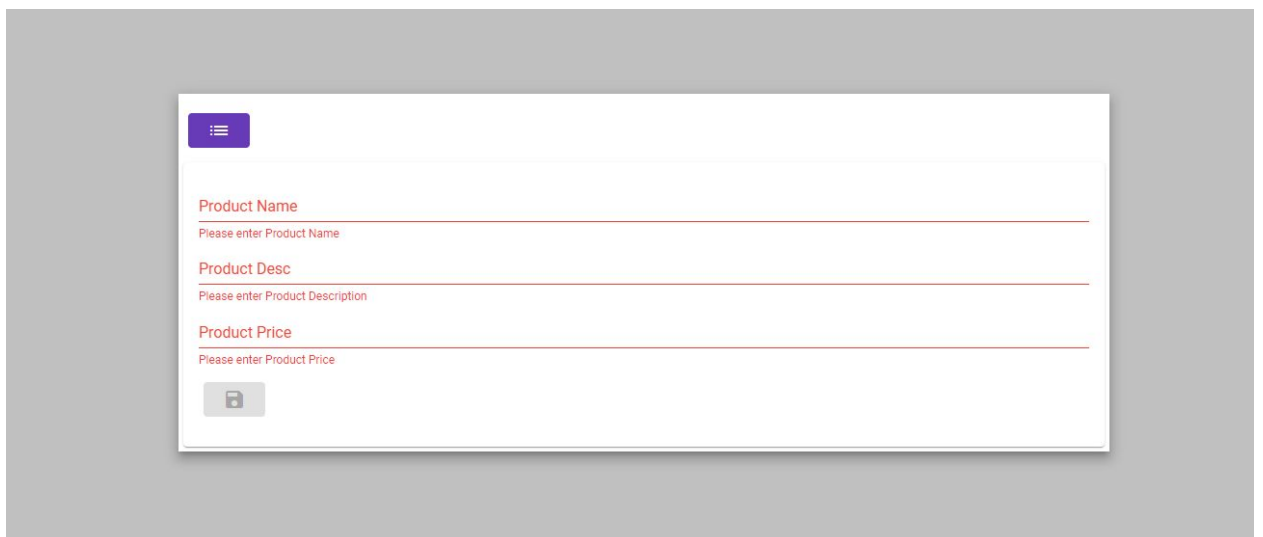 Product Name
Please enter Product Name
Product Desc
Please enter Product Description
Product Price
Please enter Product Price